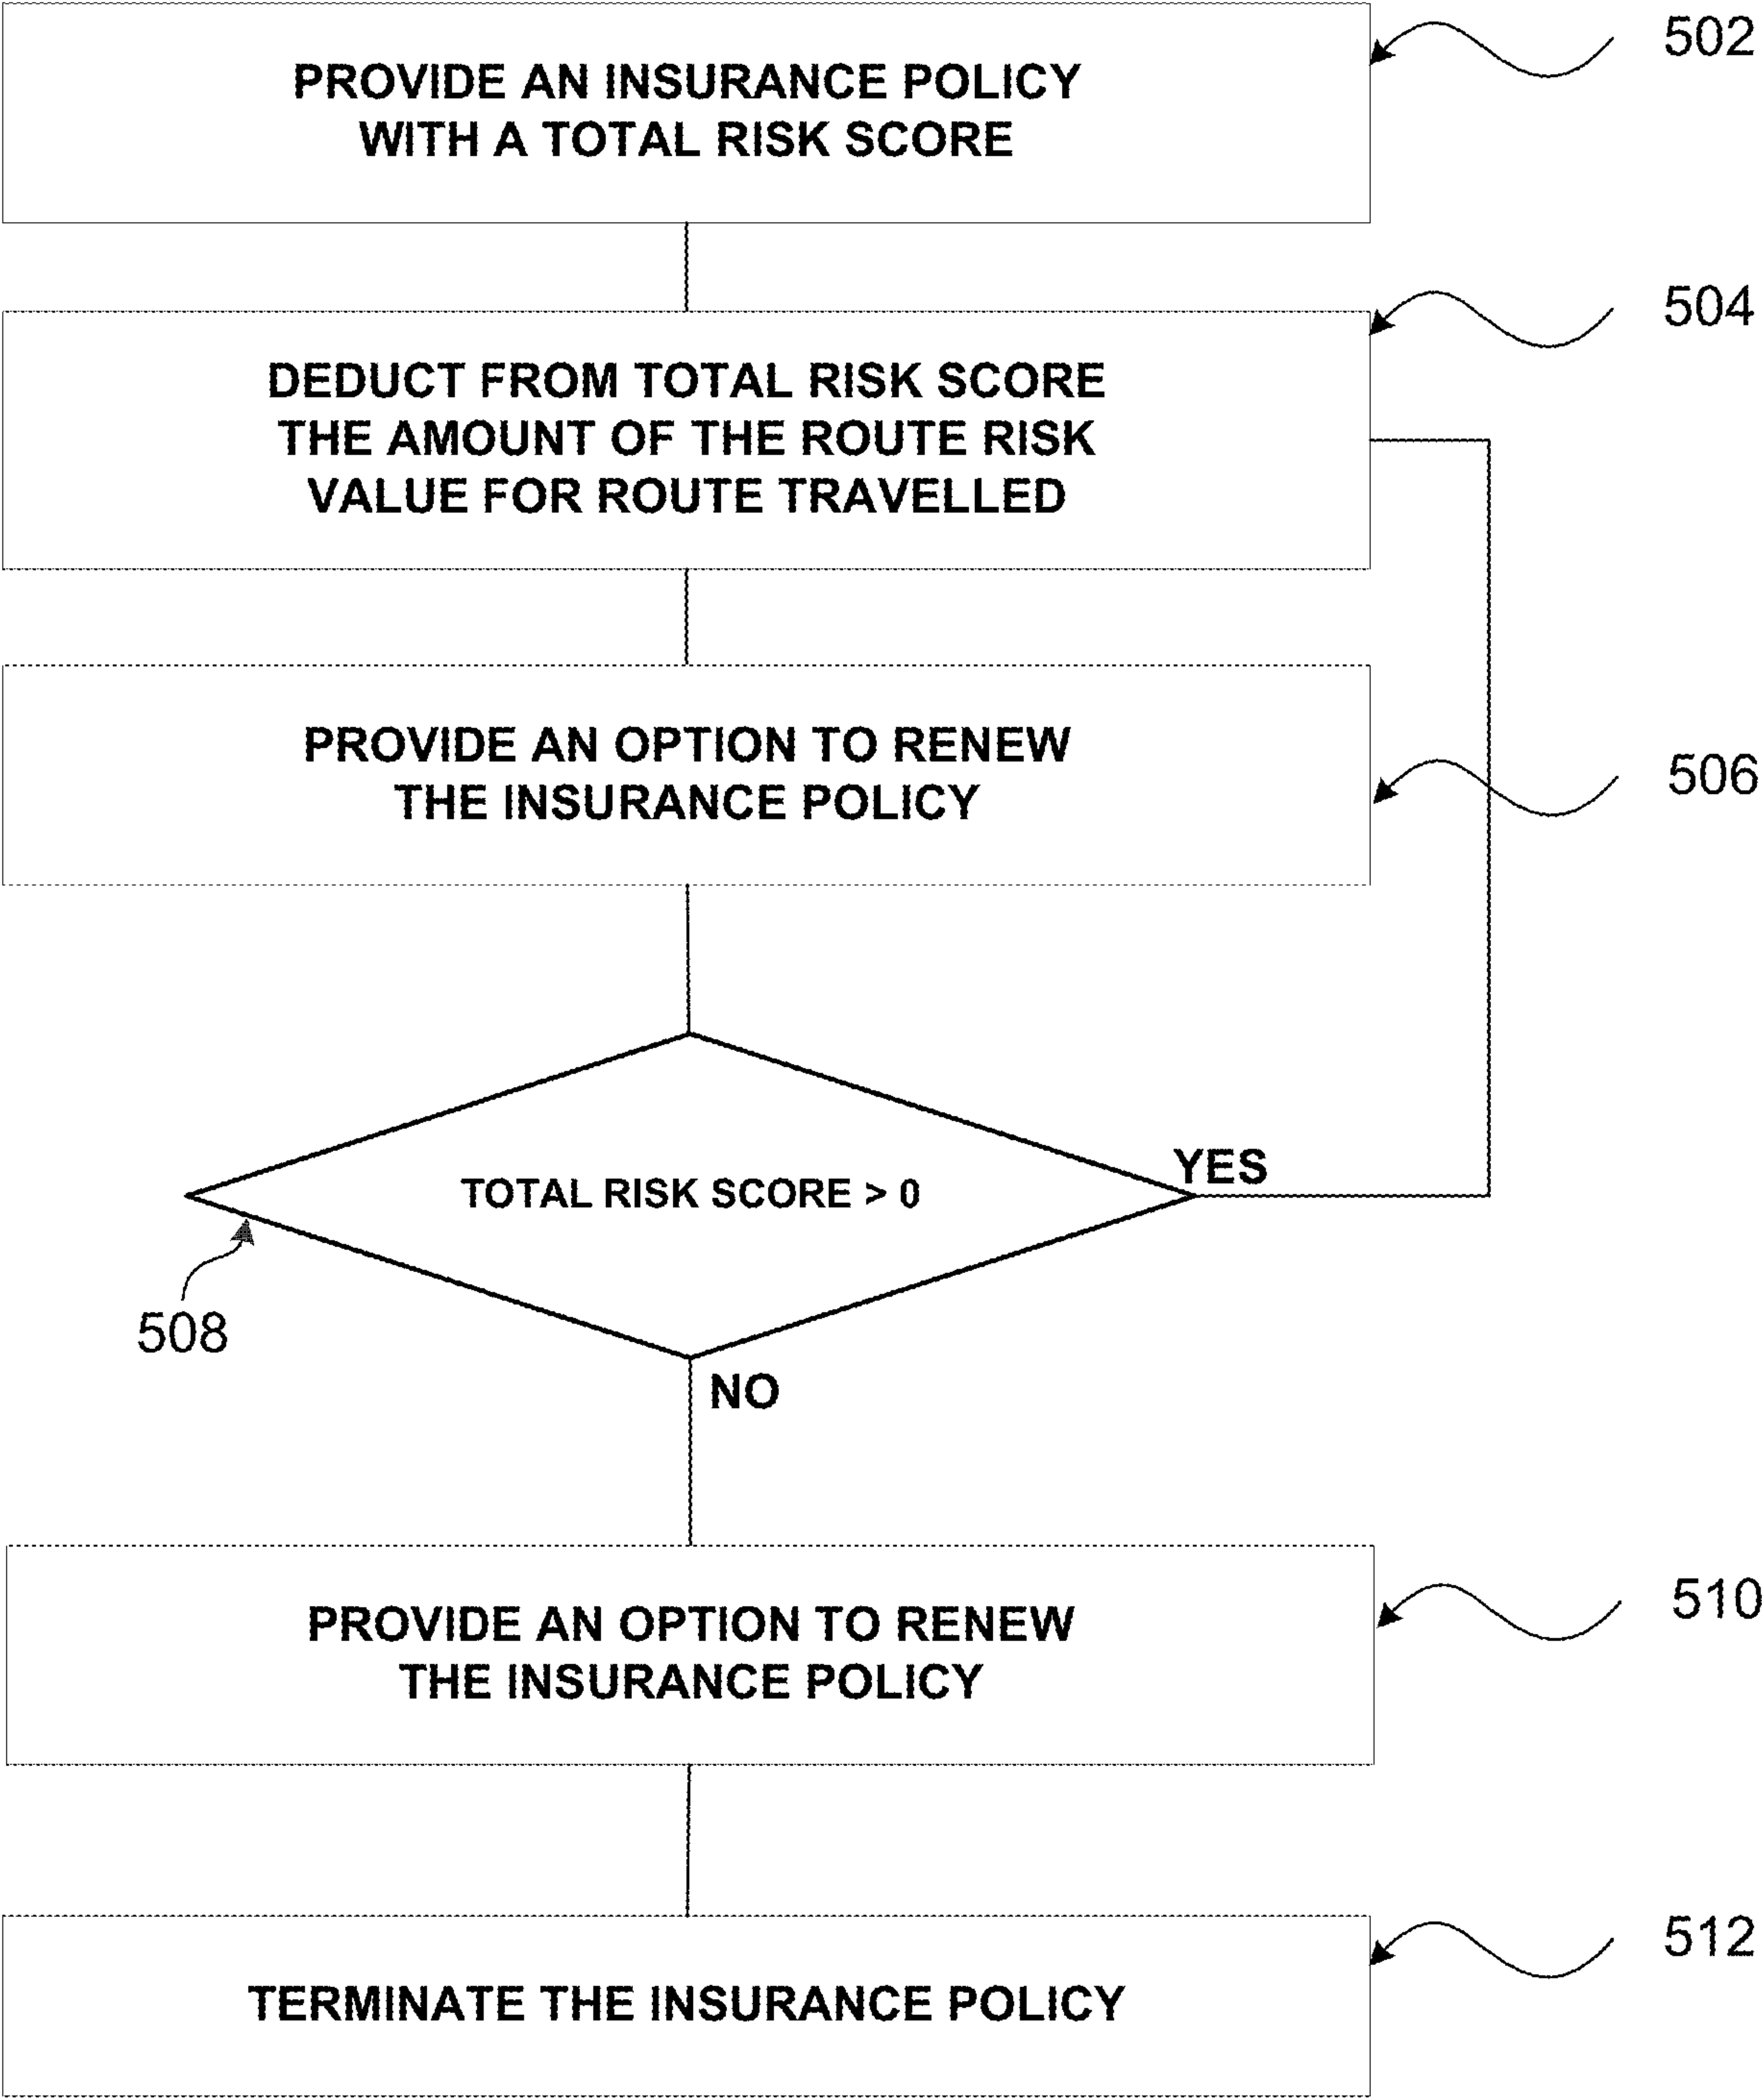 PROVIDE AN INSURANCE POLICY
WITH A TOTAL RISK SCORE
502
DEDUCT FROM TOTAL RISK SCORE
THE AMOUNT OF THE ROUTE RISK
VALUE FOR ROUTE TRAVELLED
504
PROVIDE AN OPTION TO RENEW
THE INSURANCE POLICY
506
TOTAL RISK SCORE > 0
YES
508
NO
PROVIDE AN OPTION TO RENEW
THE INSURANCE POLICY
510
TERMINATE THE INSURANCE POLICY
512